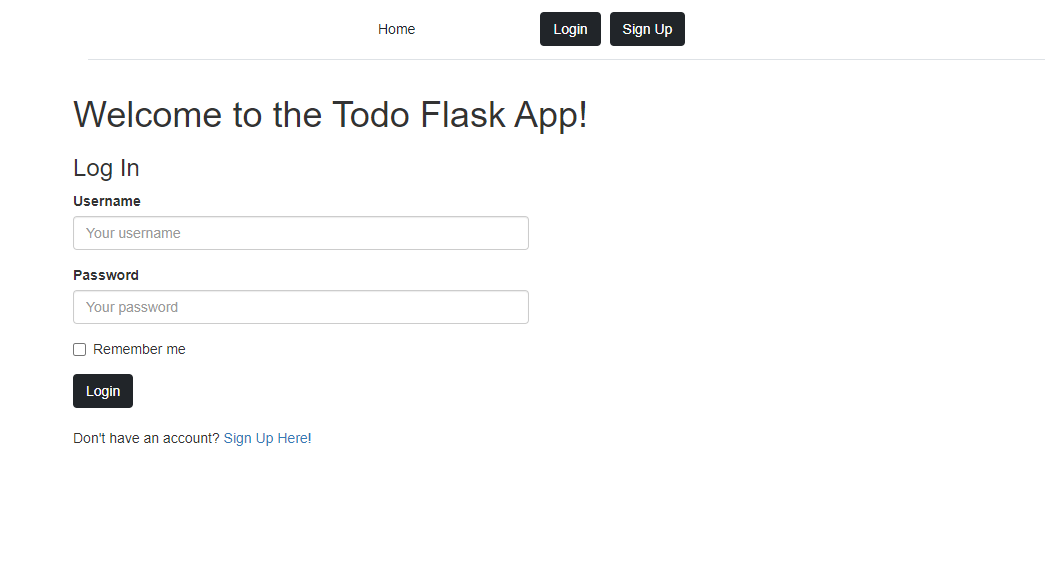 Home Login Sign Up
Welcome to the Todo Flask App!
Log In
Username
Your username
Password
Your password
Remember me
Login
Don't have an account? Sign Up Here!